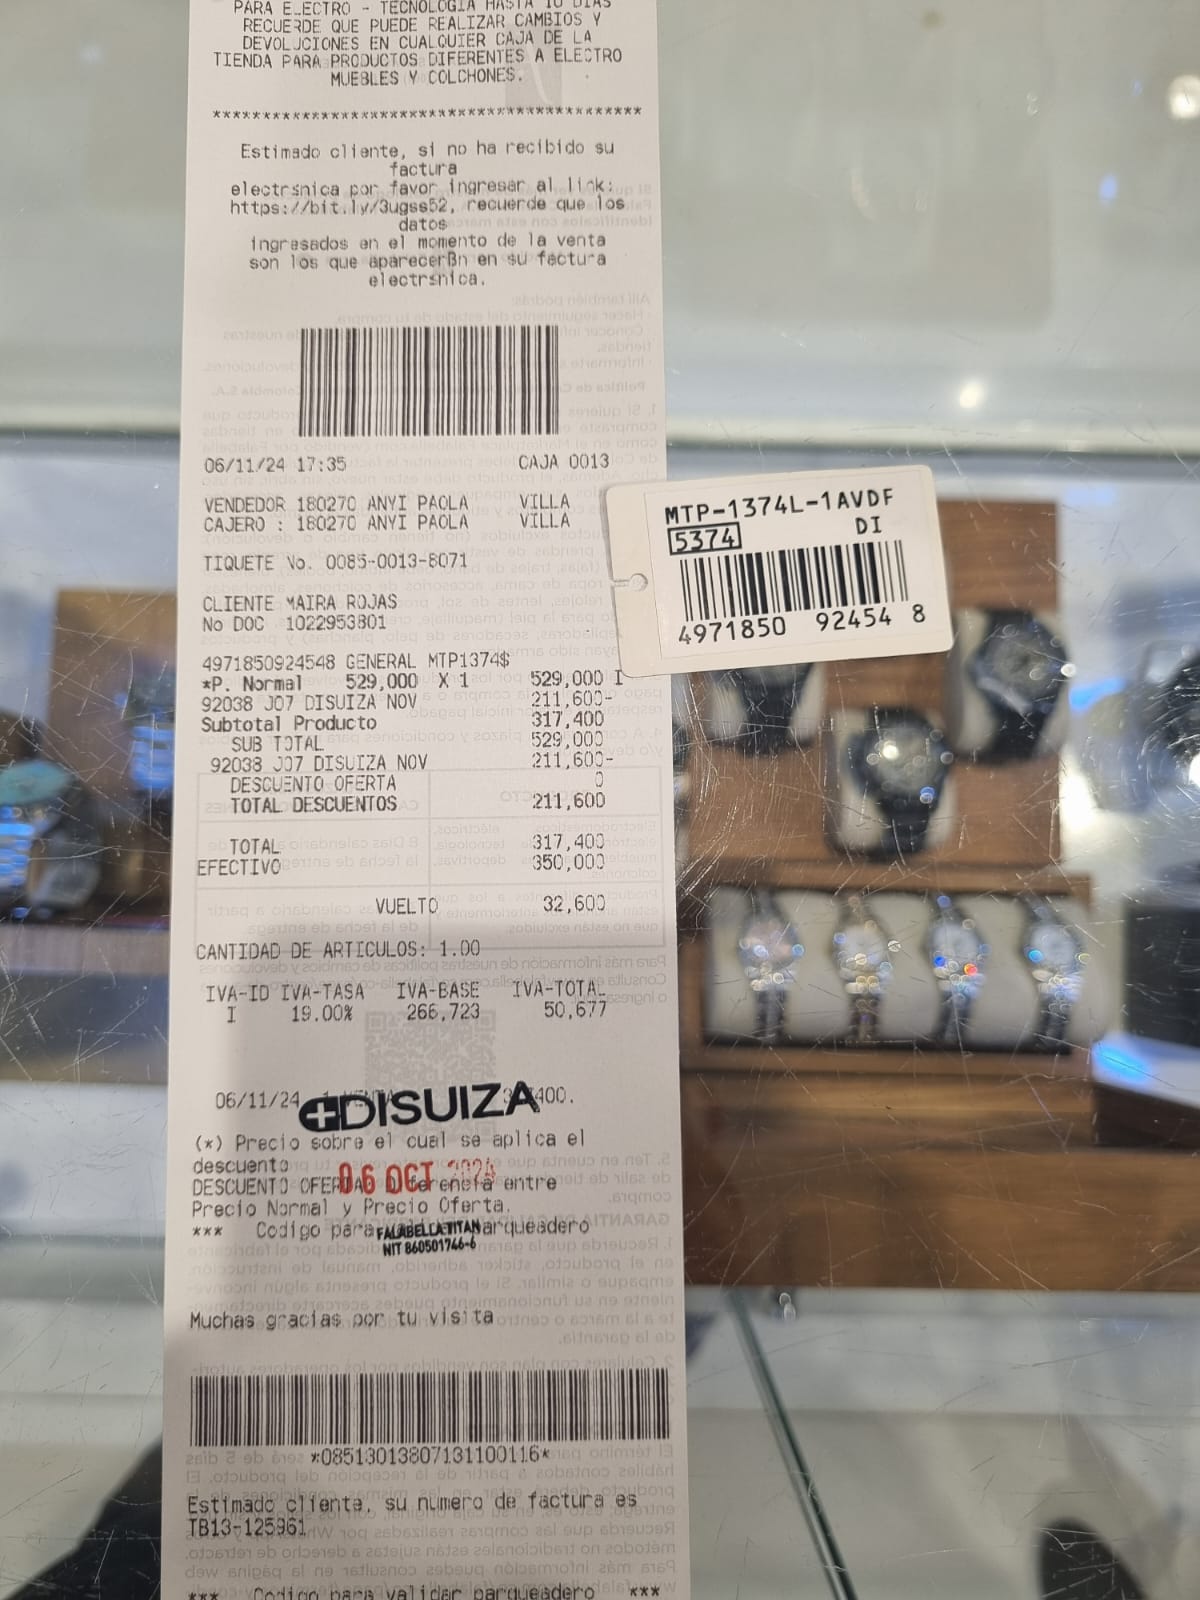 PARA ELECTRO - TECNOLOGIA HASTA 10 DIAS
RECUERDE QUE PUEDE REALIZAR CAMBIOS Y
DEVOLUCIONES EN CUALQUIER CAJA DE LA
TIENDA PARA PRODUCTOS DIFERENTES A ELECTRO
MUEBLES Y COLCHONES.
******************************************
Estimado cliente, si no ha recibido su
factura
electrsnica por favor ingresar al link:
https://bit.ly/3ugss52, recuerde que los
datos
ingresados en el momento de la venta
son los que aparecerBn en su factura
electrsnica.
06/11/24 17:35 CAJA 0013
VENDEDOR 180270 ANYI PAOLA VILLA
CAJERO : 180270 ANYI PAOLA VILLA
TIQUETE No. 0085-0013-8071
CLIENTE MAIRA ROJAS
No DOC 1022953801
4971850924548 GENERAL MTP1374$
*P. Normal 529,000 X 1 529,000 I
92038 J07 DISUIZA NOV 211,600-
Subtotal Producto 317,400
SUB TOTAL 529,000
92038 J07 DISUIZA NOV 211,600-
DESCUENTO OFERTA 0
TOTAL DESCUENTOS 211,600
TOTAL 317,400
EFECTIVO 350,000
VUELTO 32,600
CANTIDAD DE ARTICULOS: 1.00
IVA-ID IVA-TASA IVA-BASE IVA-TOTAL
I 19.00% 266,723 50,677
06/11/24
DISUIZA
(*) Precio sobre el cual se aplica el
descuento
06 OCT 2024
DESCUENTO OFERTA Diferencia entre
Precio Normal y Precio Oferta.
*** Codigo para parqueadero
FALABELLA TITAN
NIT 860501746-6
Muchas gracias por tu visita
*08513013807131100116*
Estimado cliente, su numero de factura es
TB13-125961
*** Codigo para validar parqueadero ***
MTP-1374L-1AVDF
5374 DI
4971850 92454 8